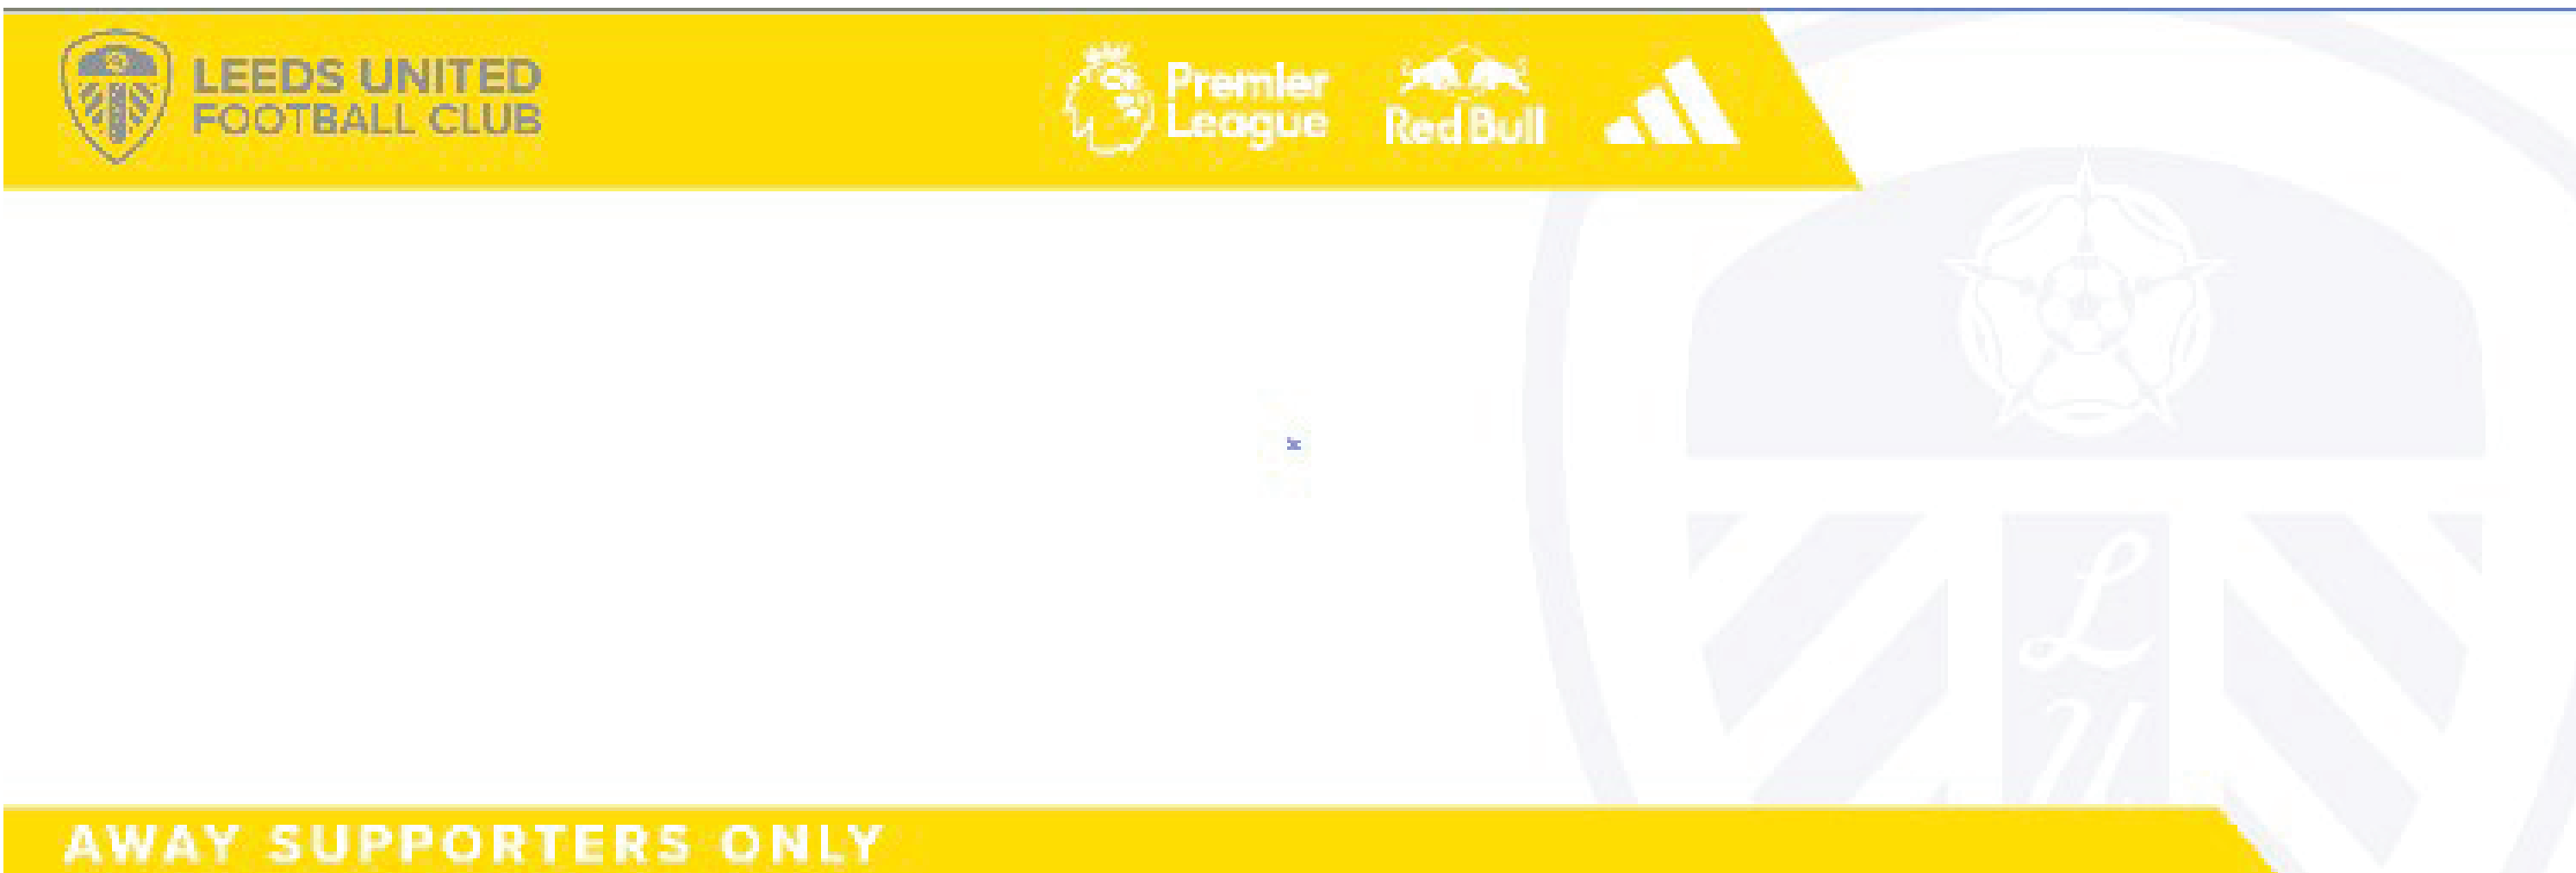 LEEDS UNITED
FOOTBALL CLUB
Premier
League
Red Bull
L
U
AWAY SUPPORTERS ONLY